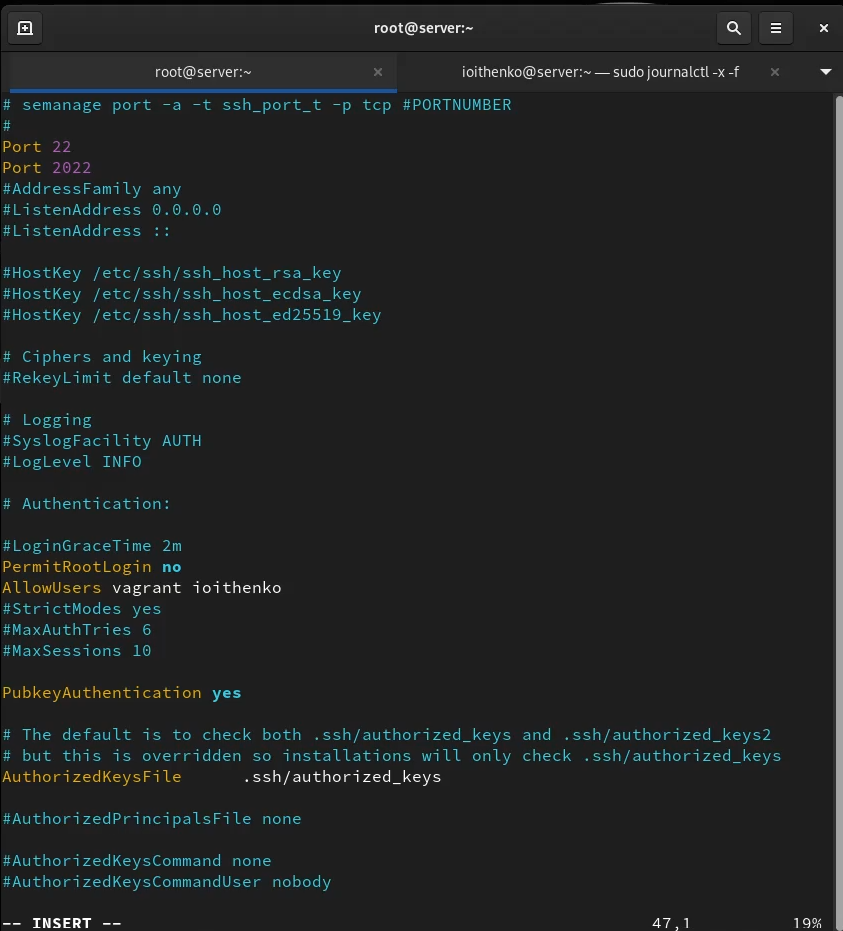 root@server:~
root@server:~
ioithenko@server:~ — sudo journalctl -x -f
# semanage port -a -t ssh_port_t -p tcp #PORTNUMBER
#
Port 22
Port 2022
#AddressFamily any
#ListenAddress 0.0.0.0
#ListenAddress ::
#HostKey /etc/ssh/ssh_host_rsa_key
#HostKey /etc/ssh/ssh_host_ecdsa_key
#HostKey /etc/ssh/ssh_host_ed25519_key
# Ciphers and keying
#RekeyLimit default none
# Logging
#SyslogFacility AUTH
#LogLevel INFO
# Authentication:
#LoginGraceTime 2m
PermitRootLogin no
AllowUsers vagrant ioithenko
#StrictModes yes
#MaxAuthTries 6
#MaxSessions 10
PubkeyAuthentication yes
# The default is to check both .ssh/authorized_keys and .ssh/authorized_keys2
# but this is overridden so installations will only check .ssh/authorized_keys
AuthorizedKeysFile      .ssh/authorized_keys
#AuthorizedPrincipalsFile none
#AuthorizedKeysCommand none
#AuthorizedKeysCommandUser nobody
-- INSERT --                                                     47,1          19%